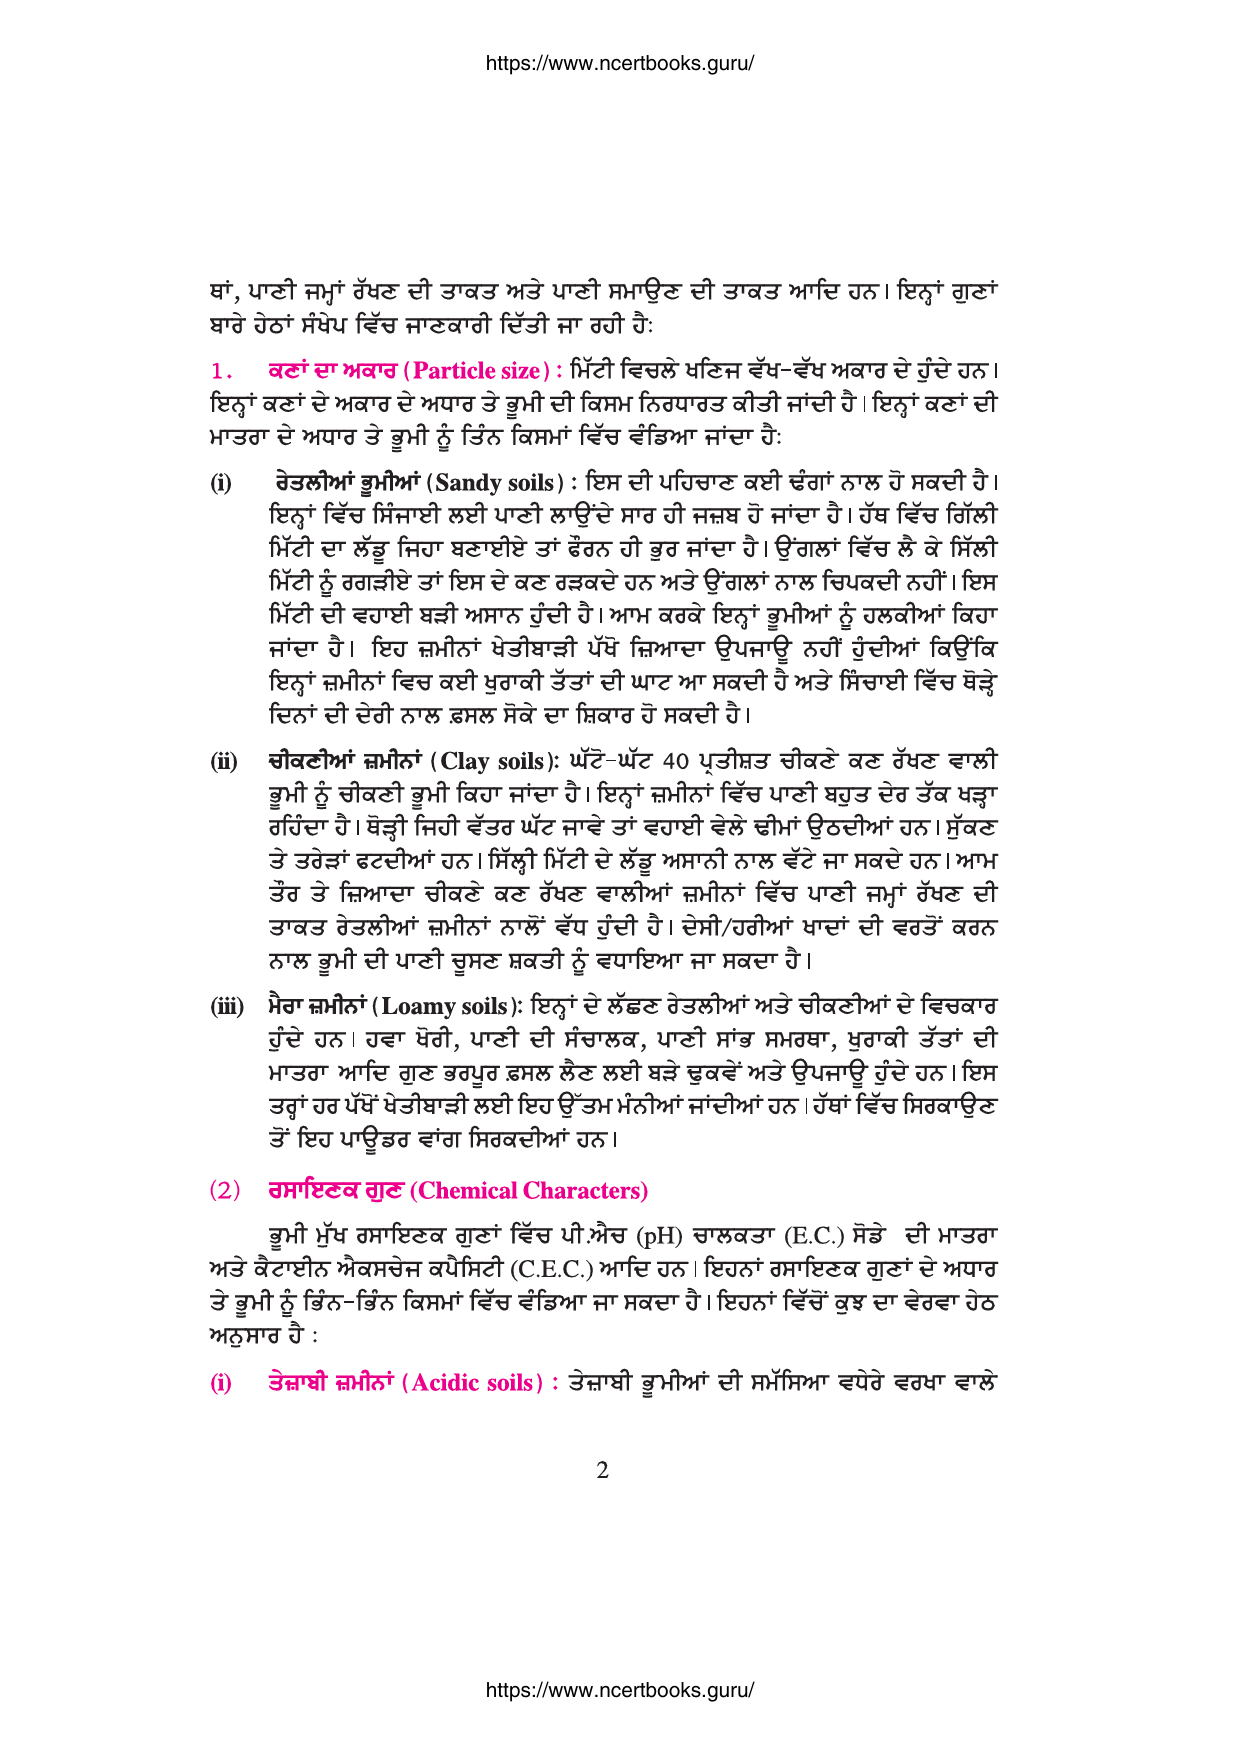 https://www.ncertbooks.guru/
ਥਾਂ, ਪਾਣੀ ਜਮ੍ਹਾਂ ਰੱਖਣ ਦੀ ਤਾਕਤ ਅਤੇ ਪਾਣੀ ਸਮਾਉਣ ਦੀ ਤਾਕਤ ਆਦਿ ਹਨ। ਇਨ੍ਹਾਂ ਗੁਣਾਂ
ਬਾਰੇ ਹੇਠਾਂ ਸੰਖੇਪ ਵਿੱਚ ਜਾਣਕਾਰੀ ਦਿੱਤੀ ਜਾ ਰਹੀ ਹੈ:
1. ਕਣਾਂ ਦਾ ਅਕਾਰ (Particle size) : ਮਿੱਟੀ ਵਿਚਲੇ ਖਣਿਜ ਵੱਖ-ਵੱਖ ਅਕਾਰ ਦੇ ਹੁੰਦੇ ਹਨ।
ਇਨ੍ਹਾਂ ਕਣਾਂ ਦੇ ਅਕਾਰ ਦੇ ਅਧਾਰ ਤੇ ਭੂਮੀ ਦੀ ਕਿਸਮ ਨਿਰਧਾਰਤ ਕੀਤੀ ਜਾਂਦੀ ਹੈ। ਇਨ੍ਹਾਂ ਕਣਾਂ ਦੀ
ਮਾਤਰਾ ਦੇ ਅਧਾਰ ਤੇ ਭੂਮੀ ਨੂੰ ਤਿੰਨ ਕਿਸਮਾਂ ਵਿੱਚ ਵੰਡਿਆ ਜਾਂਦਾ ਹੈ:
(i) ਰੇਤਲੀਆਂ ਭੂਮੀਆਂ (Sandy soils) : ਇਸ ਦੀ ਪਹਿਚਾਣ ਕਈ ਢੰਗਾਂ ਨਾਲ ਹੋ ਸਕਦੀ ਹੈ।
ਇਨ੍ਹਾਂ ਵਿੱਚ ਸਿੰਜਾਈ ਲਈ ਪਾਣੀ ਲਾਉਂਦੇ ਸਾਰ ਹੀ ਜਜ਼ਬ ਹੋ ਜਾਂਦਾ ਹੈ। ਹੱਥ ਵਿੱਚ ਗਿੱਲੀ
ਮਿੱਟੀ ਦਾ ਲੱਡੂ ਜਿਹਾ ਬਣਾਈਏ ਤਾਂ ਫੌਰਨ ਹੀ ਭੁਰ ਜਾਂਦਾ ਹੈ। ਉਂਗਲਾਂ ਵਿੱਚ ਲੈ ਕੇ ਸਿੱਲੀ
ਮਿੱਟੀ ਨੂੰ ਰਗੜੀਏ ਤਾਂ ਇਸ ਦੇ ਕਣ ਰੜਕਦੇ ਹਨ ਅਤੇ ਉਂਗਲਾਂ ਨਾਲ ਚਿਪਕਦੀ ਨਹੀਂ। ਇਸ
ਮਿੱਟੀ ਦੀ ਵਹਾਈ ਬੜੀ ਅਸਾਨ ਹੁੰਦੀ ਹੈ। ਆਮ ਕਰਕੇ ਇਨ੍ਹਾਂ ਭੂਮੀਆਂ ਨੂੰ ਹਲਕੀਆਂ ਕਿਹਾ
ਜਾਂਦਾ ਹੈ। ਇਹ ਜ਼ਮੀਨਾਂ ਖੇਤੀਬਾੜੀ ਪੱਖੋ ਜ਼ਿਆਦਾ ਉਪਜਾਊ ਨਹੀਂ ਹੁੰਦੀਆਂ ਕਿਉਂਕਿ
ਇਨ੍ਹਾਂ ਜ਼ਮੀਨਾਂ ਵਿਚ ਕਈ ਖੁਰਾਕੀ ਤੱਤਾਂ ਦੀ ਘਾਟ ਆ ਸਕਦੀ ਹੈ ਅਤੇ ਸਿੰਚਾਈ ਵਿੱਚ ਥੋੜ੍ਹੇ
ਦਿਨਾਂ ਦੀ ਦੇਰੀ ਨਾਲ ਫ਼ਸਲ ਸੋਕੇ ਦਾ ਸ਼ਿਕਾਰ ਹੋ ਸਕਦੀ ਹੈ।
(ii) ਚੀਕਣੀਆਂ ਜ਼ਮੀਨਾਂ (Clay soils): ਘੱਟੋ-ਘੱਟ 40 ਪ੍ਰਤੀਸ਼ਤ ਚੀਕਣੇ ਕਣ ਰੱਖਣ ਵਾਲੀ
ਭੂਮੀ ਨੂੰ ਚੀਕਣੀ ਭੂਮੀ ਕਿਹਾ ਜਾਂਦਾ ਹੈ। ਇਨ੍ਹਾਂ ਜ਼ਮੀਨਾਂ ਵਿੱਚ ਪਾਣੀ ਬਹੁਤ ਦੇਰ ਤੱਕ ਖੜ੍ਹਾ
ਰਹਿੰਦਾ ਹੈ। ਥੋੜ੍ਹੀ ਜਿਹੀ ਵੱਤਰ ਘੱਟ ਜਾਵੇ ਤਾਂ ਵਹਾਈ ਵੇਲੇ ਢੀਮਾਂ ਉਠਦੀਆਂ ਹਨ। ਸੁੱਕਣ
ਤੇ ਤਰੇੜਾਂ ਫਟਦੀਆਂ ਹਨ। ਸਿੱਲ੍ਹੀ ਮਿੱਟੀ ਦੇ ਲੱਡੂ ਅਸਾਨੀ ਨਾਲ ਵੱਟੇ ਜਾ ਸਕਦੇ ਹਨ। ਆਮ
ਤੌਰ ਤੇ ਜ਼ਿਆਦਾ ਚੀਕਣੇ ਕਣ ਰੱਖਣ ਵਾਲੀਆਂ ਜ਼ਮੀਨਾਂ ਵਿੱਚ ਪਾਣੀ ਜਮ੍ਹਾਂ ਰੱਖਣ ਦੀ
ਤਾਕਤ ਰੇਤਲੀਆਂ ਜ਼ਮੀਨਾਂ ਨਾਲੋਂ ਵੱਧ ਹੁੰਦੀ ਹੈ। ਦੇਸੀ/ਹਰੀਆਂ ਖਾਦਾਂ ਦੀ ਵਰਤੋਂ ਕਰਨ
ਨਾਲ ਭੂਮੀ ਦੀ ਪਾਣੀ ਚੂਸਣ ਸ਼ਕਤੀ ਨੂੰ ਵਧਾਇਆ ਜਾ ਸਕਦਾ ਹੈ।
(iii) ਮੈਰਾ ਜ਼ਮੀਨਾਂ (Loamy soils): ਇਨ੍ਹਾਂ ਦੇ ਲੱਛਣ ਰੇਤਲੀਆਂ ਅਤੇ ਚੀਕਣੀਆਂ ਦੇ ਵਿਚਕਾਰ
ਹੁੰਦੇ ਹਨ। ਹਵਾ ਖੋਰੀ, ਪਾਣੀ ਦੀ ਸੰਚਾਲਕ, ਪਾਣੀ ਸਾਂਭ ਸਮਰਥਾ, ਖੁਰਾਕੀ ਤੱਤਾਂ ਦੀ
ਮਾਤਰਾ ਆਦਿ ਗੁਣ ਭਰਪੂਰ ਫ਼ਸਲ ਲੈਣ ਲਈ ਬੜੇ ਢੁਕਵੇਂ ਅਤੇ ਉਪਜਾਊ ਹੁੰਦੇ ਹਨ। ਇਸ
ਤਰ੍ਹਾਂ ਹਰ ਪੱਖੋਂ ਖੇਤੀਬਾੜੀ ਲਈ ਇਹ ਉੱਤਮ ਮੰਨੀਆਂ ਜਾਂਦੀਆਂ ਹਨ। ਹੱਥਾਂ ਵਿੱਚ ਸਿਰਕਾਉਣ
ਤੋਂ ਇਹ ਪਾਊਡਰ ਵਾਂਗ ਸਿਰਕਦੀਆਂ ਹਨ।
(2) ਰਸਾਇਣਕ ਗੁਣ (Chemical Characters)
ਭੂਮੀ ਮੁੱਖ ਰਸਾਇਣਕ ਗੁਣਾਂ ਵਿੱਚ ਪੀ.ਐਚ (pH) ਚਾਲਕਤਾ (E.C.) ਸੋਡੇ ਦੀ ਮਾਤਰਾ
ਅਤੇ ਕੈਟਾਈਨ ਐਕਸਚੇਜ ਕਪੈਸਿਟੀ (C.E.C.) ਆਦਿ ਹਨ। ਇਹਨਾਂ ਰਸਾਇਣਕ ਗੁਣਾਂ ਦੇ ਅਧਾਰ
ਤੇ ਭੂਮੀ ਨੂੰ ਭਿੰਨ-ਭਿੰਨ ਕਿਸਮਾਂ ਵਿੱਚ ਵੰਡਿਆ ਜਾ ਸਕਦਾ ਹੈ। ਇਹਨਾਂ ਵਿੱਚੋਂ ਕੁਝ ਦਾ ਵੇਰਵਾ ਹੇਠ
ਅਨੁਸਾਰ ਹੈ :
(i) ਤੇਜ਼ਾਬੀ ਜ਼ਮੀਨਾਂ (Acidic soils) : ਤੇਜ਼ਾਬੀ ਭੂਮੀਆਂ ਦੀ ਸਮੱਸਿਆ ਵਧੇਰੇ ਵਰਖਾ ਵਾਲੇ
2
https://www.ncertbooks.guru/